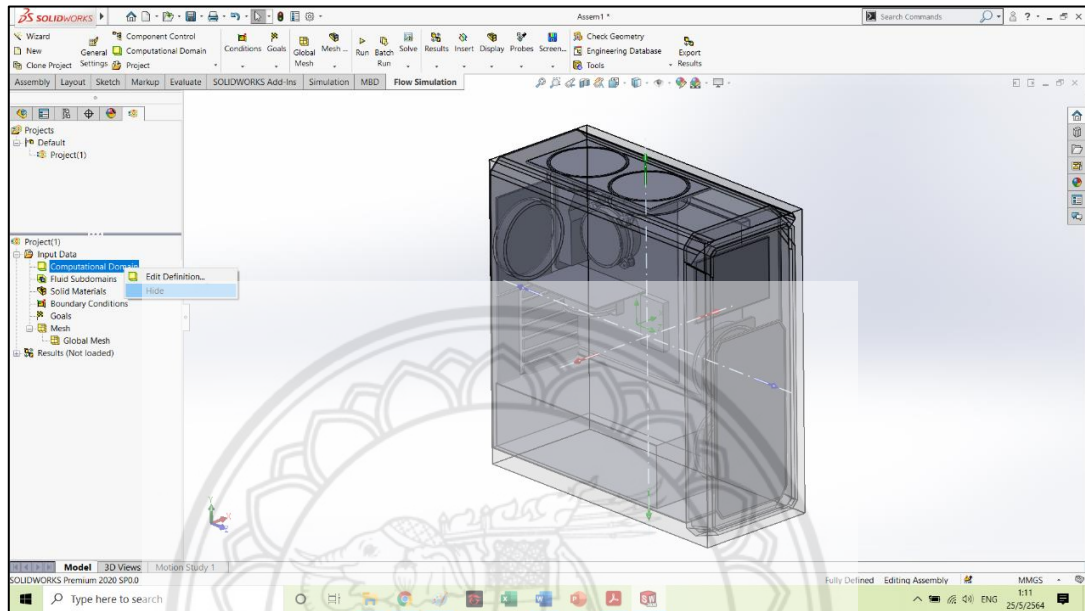 SOLIDWORKS
Assem1 *
Search Commands
Wizard
New
Clone Project
General Settings
Component Control
Computational Domain
Project
Conditions
Goals
Global Mesh
Mesh ...
Run
Batch Run
Solve
Results
Insert
Display
Probes
Screen...
Check Geometry
Engineering Database
Tools
Export Results
Assembly Layout Sketch Markup Evaluate SOLIDWORKS Add-Ins Simulation MBD Flow Simulation
Projects
Default
Project(1)
Project(1)
Input Data
Computational Domain
Edit Definition...
Fluid Subdomains
Hide
Solid Materials
Boundary Conditions
Goals
Mesh
Global Mesh
Results (Not loaded)
Model 3D Views Motion Study 1
SOLIDWORKS Premium 2020 SP0.0
Fully Defined Editing Assembly MMGS
Type here to search
ENG
1:11
25/5/2564